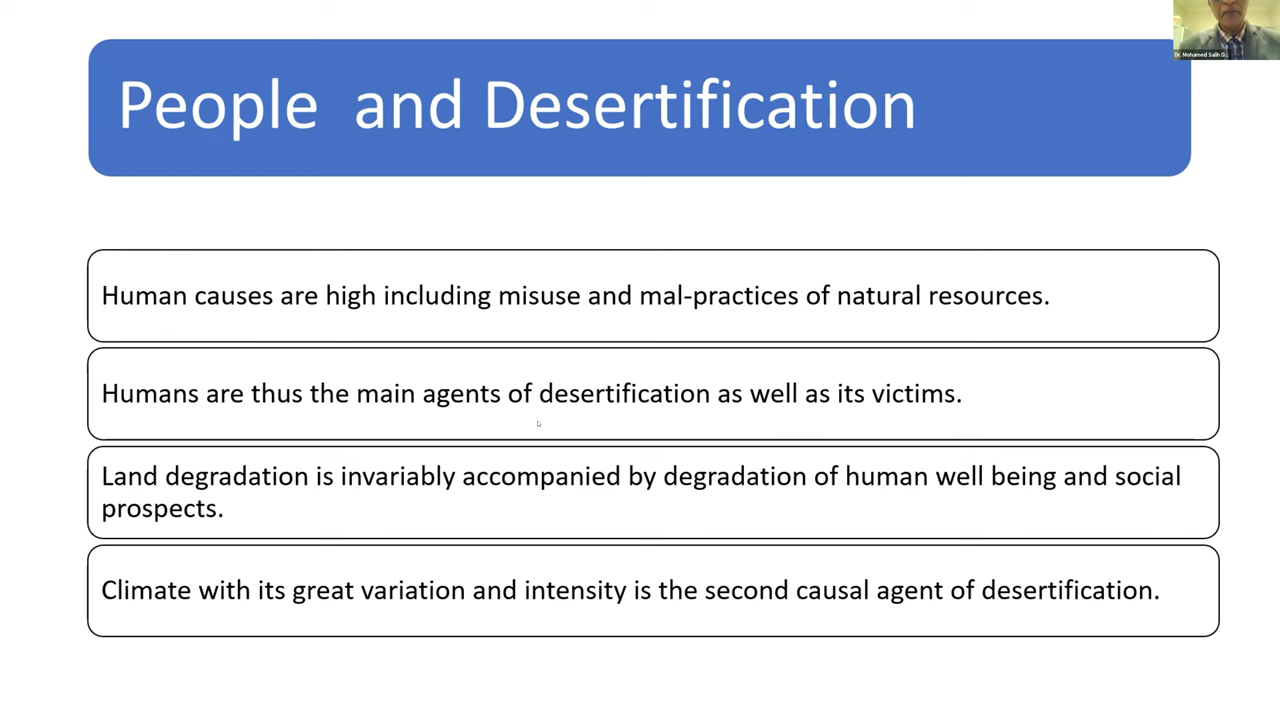 Dr. Mohamed Salih D...
People and Desertification
Human causes are high including misuse and mal-practices of natural resources.
Humans are thus the main agents of desertification as well as its victims.
Land degradation is invariably accompanied by degradation of human well being and social
prospects.
Climate with its great variation and intensity is the second causal agent of desertification.